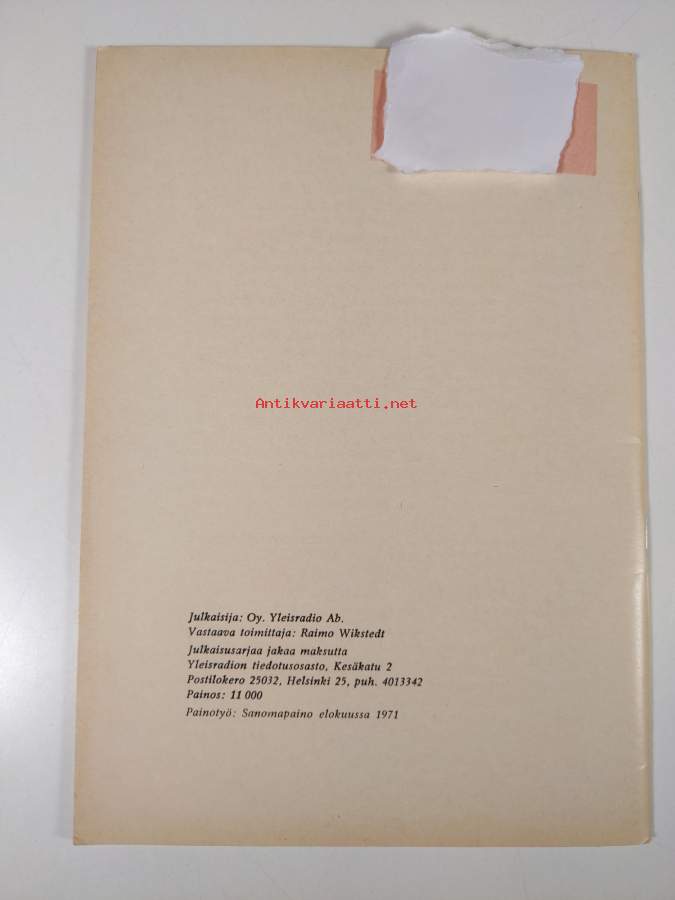 Antikvariaatti.net
Julkaisija: Oy. Yleisradio Ab.
Vastaava toimittaja: Raimo Wikstedt
Julkaisusarjaa jakaa maksutta
Yleisradion tiedotusosasto, Kesäkatu 2
Postilokero 25032, Helsinki 25, puh. 4013342
Painos: 11 000
Painotyö: Sanomapaino elokuussa 1971